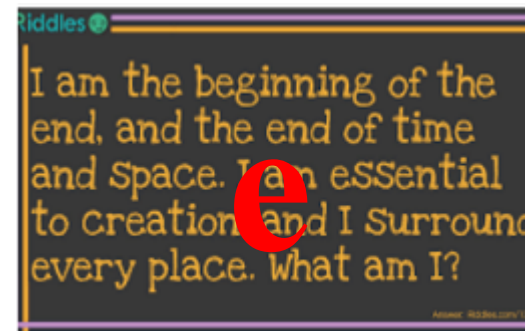 Riddles
I am the beginning of the
end, and the end of time
and space. I am essential
to creation, and I surround
every place. What am I?
e